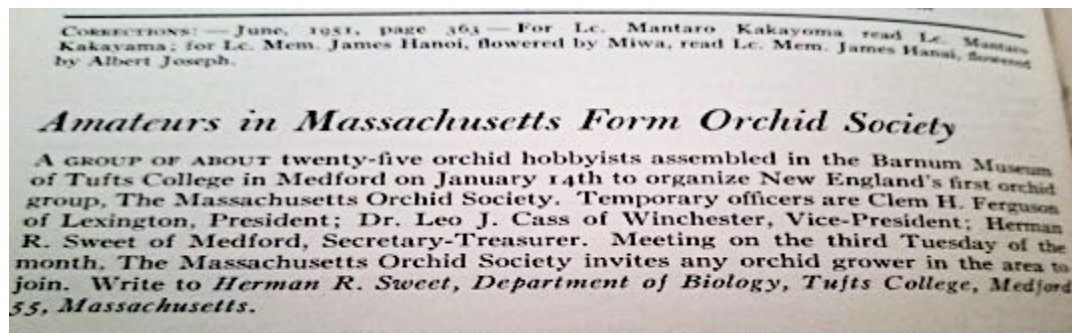 CORRECTIONS: — June, 1951, page 363 — For Lc. Mantaro Kakayoma read Lc. Mantaro
Kakayama; for Lc. Mem. James Hanoi, flowered by Miwa, read Lc. Mem. James Hanai, flowered
by Albert Joseph.
Amateurs in Massachusetts Form Orchid Society
A GROUP OF ABOUT twenty-five orchid hobbyists assembled in the Barnum Museum
of Tufts College in Medford on January 14th to organize New England's first orchid
group, The Massachusetts Orchid Society. Temporary officers are Clem H. Ferguson
of Lexington, President; Dr. Leo J. Cass of Winchester, Vice-President; Herman
R. Sweet of Medford, Secretary-Treasurer. Meeting on the third Tuesday of the
month, The Massachusetts Orchid Society invites any orchid grower in the area to
join. Write to Herman R. Sweet, Department of Biology, Tufts College, Medford
55, Massachusetts.